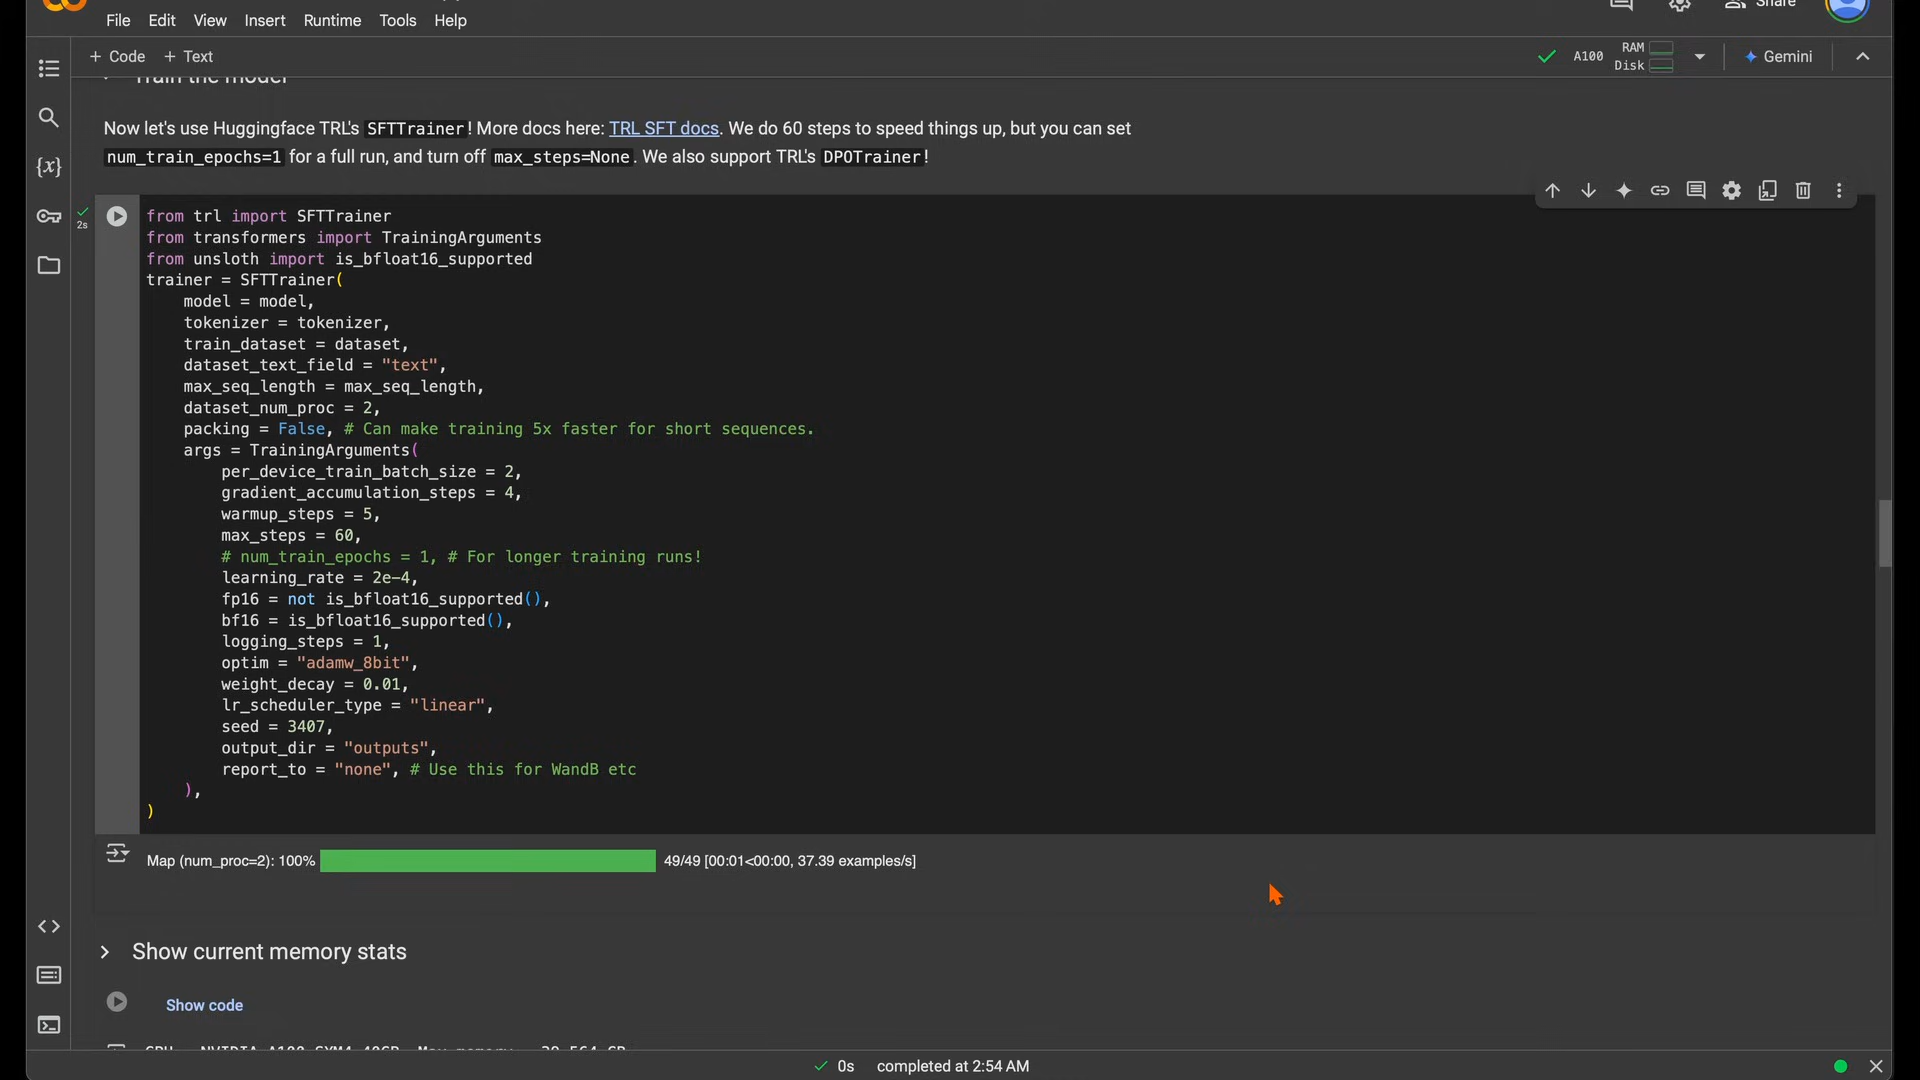 File Edit View Insert Runtime Tools Help
Share
+ Code + Text
A100
RAM
Disk
Gemini
Train the model
Now let's use Huggingface TRL's SFTTrainer! More docs here: TRL SFT docs. We do 60 steps to speed things up, but you can set
num_train_epochs=1 for a full run, and turn off max_steps=None. We also support TRL's DPOTrainer!
2s
from trl import SFTTrainer
from transformers import TrainingArguments
from unsloth import is_bfloat16_supported
trainer = SFTTrainer(
    model = model,
    tokenizer = tokenizer,
    train_dataset = dataset,
    dataset_text_field = "text",
    max_seq_length = max_seq_length,
    dataset_num_proc = 2,
    packing = False, # Can make training 5x faster for short sequences.
    args = TrainingArguments(
        per_device_train_batch_size = 2,
        gradient_accumulation_steps = 4,
        warmup_steps = 5,
        max_steps = 60,
        # num_train_epochs = 1, # For longer training runs!
        learning_rate = 2e-4,
        fp16 = not is_bfloat16_supported(),
        bf16 = is_bfloat16_supported(),
        logging_steps = 1,
        optim = "adamw_8bit",
        weight_decay = 0.01,
        lr_scheduler_type = "linear",
        seed = 3407,
        output_dir = "outputs",
        report_to = "none", # Use this for WandB etc
    ),
)
Map (num_proc=2): 100% 49/49 [00:01<00:00, 37.39 examples/s]
Show current memory stats
Show code
0s completed at 2:54 AM